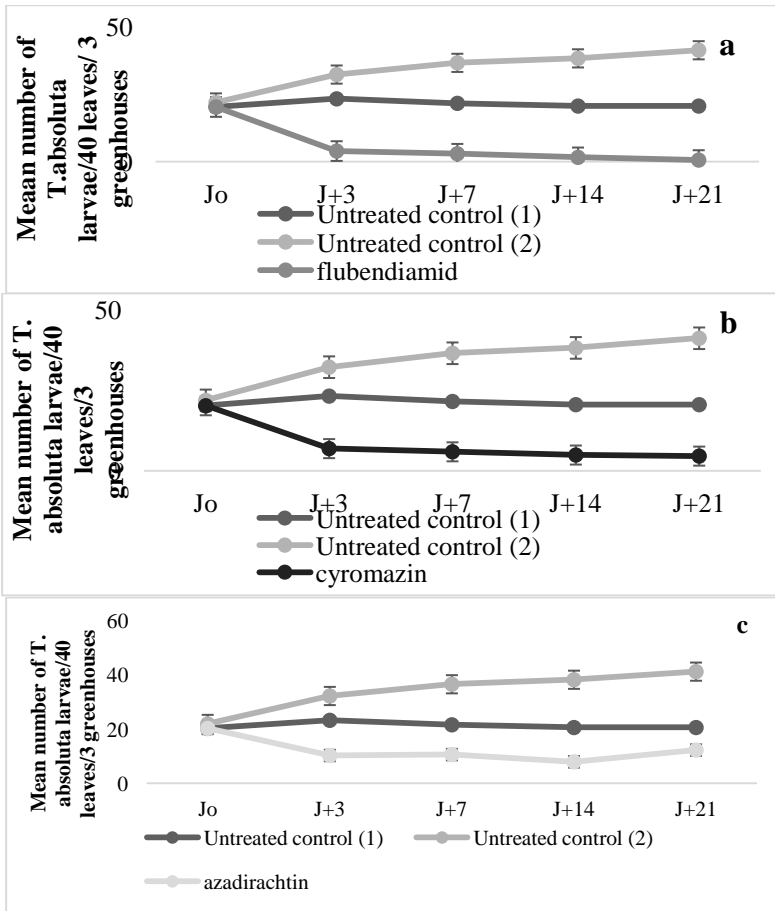 50
a
Meaan number of
T.absoluta
larvae/40 leaves/ 3
greenhouses
0
Jo J+3 J+7 J+14 J+21
Untreated control (1)
Untreated control (2)
flubendiamid
50
b
Mean number of T.
absoluta larvae/40
leaves/3
greenhouses
Jo J+3 J+7 J+14 J+21
Untreated control (1)
Untreated control (2)
cyromazin
60
c
40
20
0
Mean number of T.
absoluta larvae/40
leaves/3 greenhouses
Jo J+3 J+7 J+14 J+21
Untreated control (1) Untreated control (2)
azadirachtin